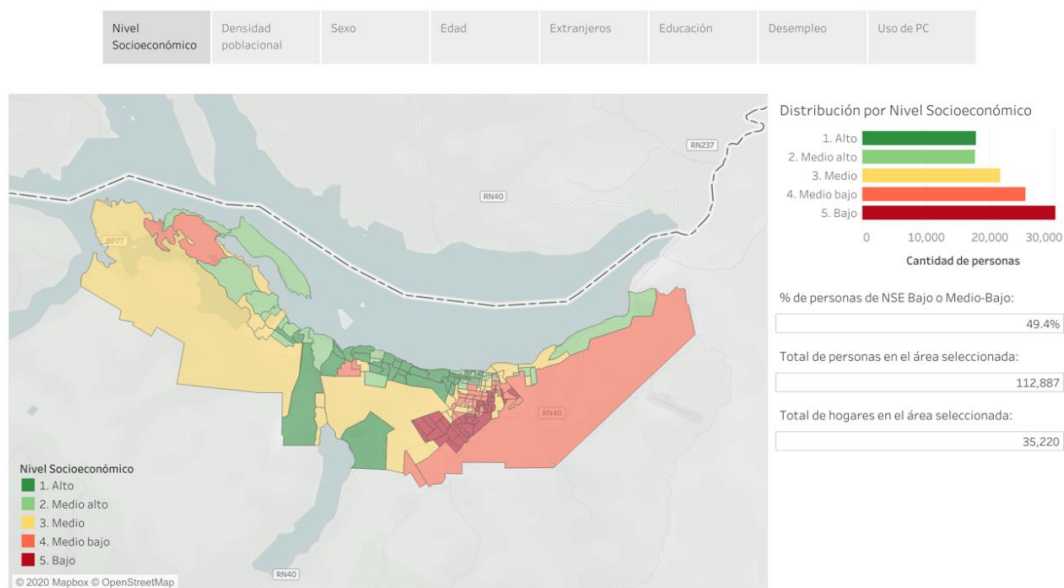 Nivel
Socioeconómico
Densidad
poblacional
Sexo
Edad
Extranjeros
Educación
Desempleo
Uso de PC
RN237
RN40
RP77
RN40
RN40
Nivel Socioeconómico
1. Alto
2. Medio alto
3. Medio
4. Medio bajo
5. Bajo
© 2020 Mapbox © OpenStreetMap
Distribución por Nivel Socioeconómico
1. Alto
2. Medio alto
3. Medio
4. Medio bajo
5. Bajo
0 10,000 20,000 30,000
Cantidad de personas
% de personas de NSE Bajo o Medio-Bajo:
49.4%
Total de personas en el área seleccionada:
112,887
Total de hogares en el área seleccionada:
35,220